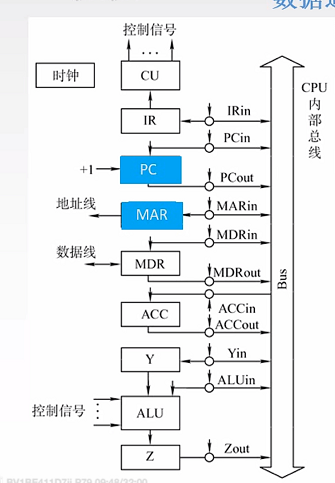 数据通
控制信号
...
时钟
CU
CPU
内
部
总
线
IR
IRin
PCin
+1
PC
PCout
地址线
MAR
MARin
MDRin
数据线
MDR
MDRout
Bus
ACC
ACCin
ACCout
Y
Yin
ALUin
控制信号
ALU
Z
Zout